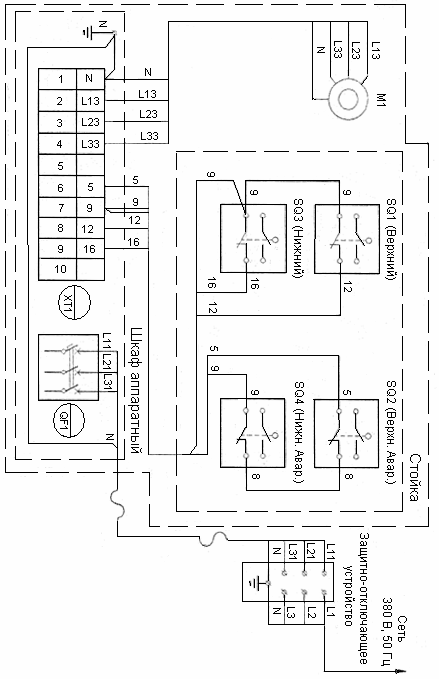 N
L13
L23
L33
N
M1
1 N
2 L13
3 L23
4 L33
5
6 5
7 9
8 12
9 16
10
N
L13
L23
L33
5
9
12
16
XT1
L11
L21
L31
QF1
N
Шкаф аппаратный
9
9
9
SQ3 (Нижний)
SQ1 (Верхний)
16
16
12
12
5
9
9
5
SQ4 (Нижн. Авар.)
SQ2 (Верхн. Авар.)
8
8
Стойка
N
L31
L21
L11
N
L3
L2
L1
Защитно-отключающее
устройство
Сеть
380 В, 50 Гц